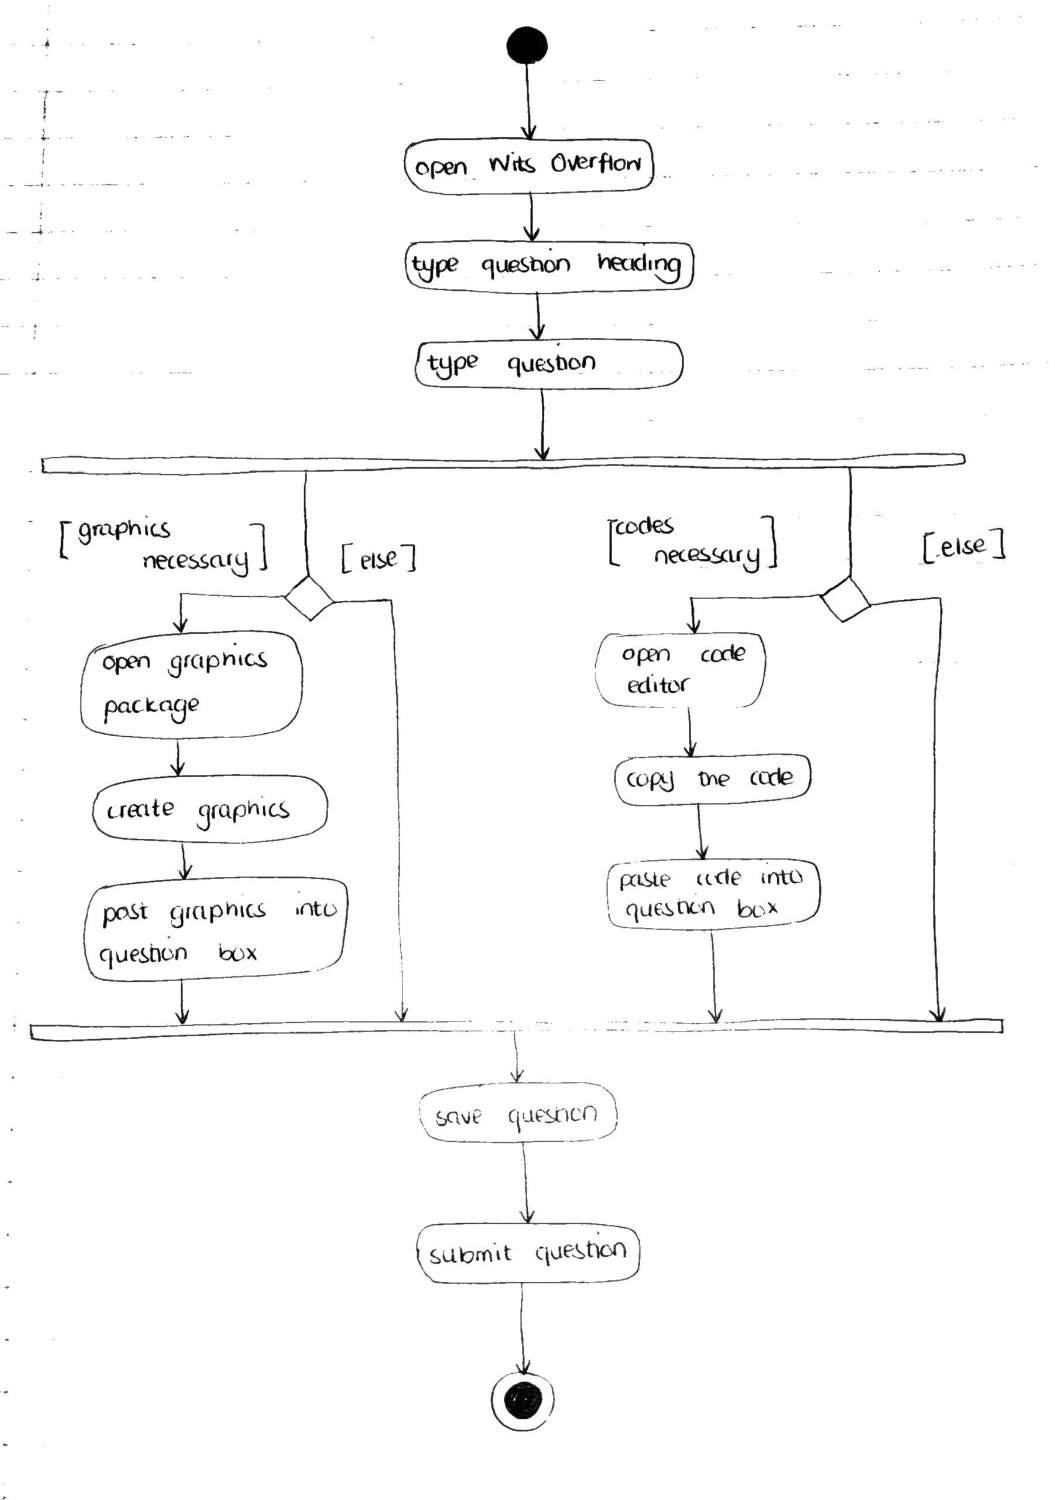 open Wits Overflow
type question heading
type question
[graphics
necessary]
[else]
[codes
necessary]
[else]
open graphics
package
create graphics
post graphics into
question box
open code
editor
copy the code
paste code into
question box
save question
submit question